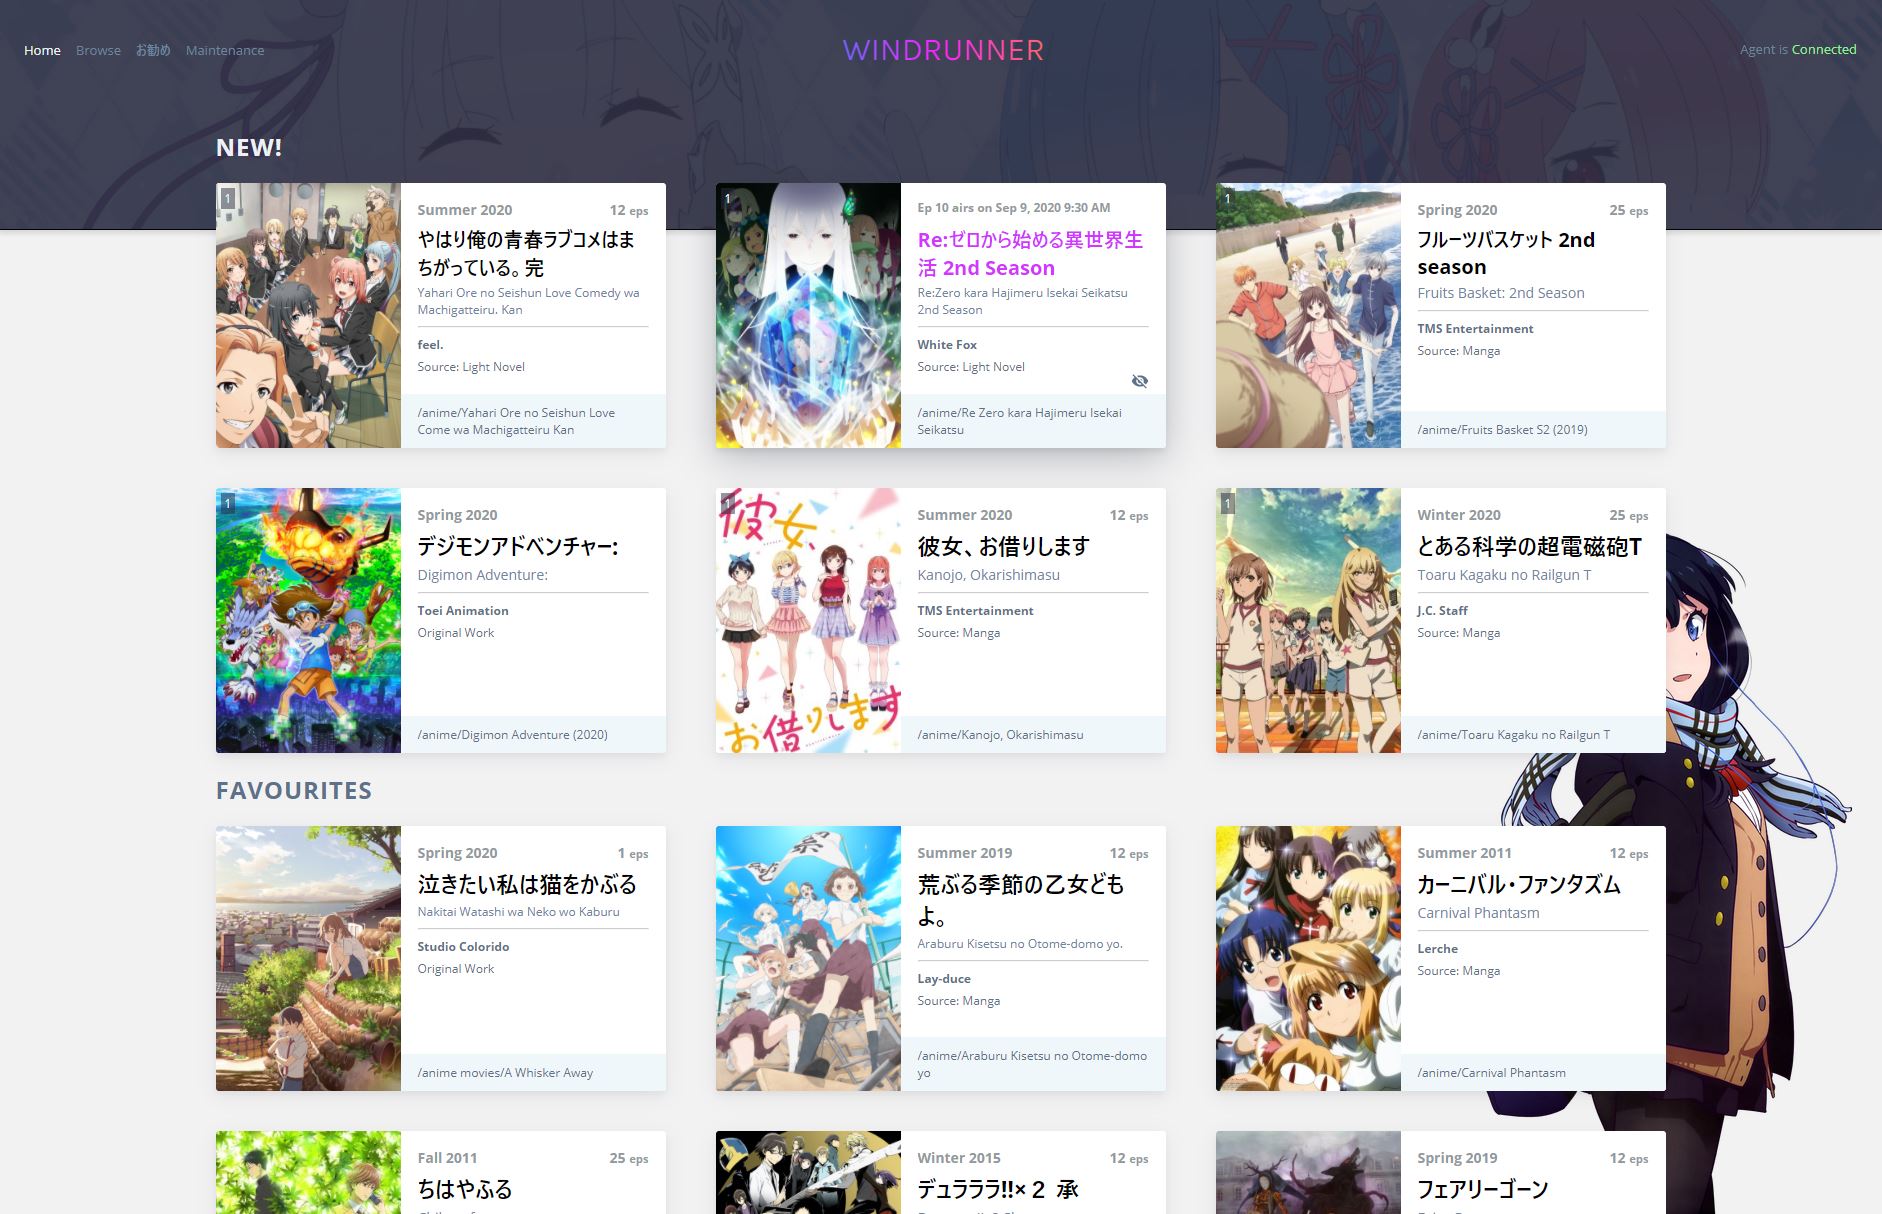 Home Browse お勧め Maintenance
WINDRUNNER
Agent is Connected
NEW!
1
Summer 2020 12 eps
やはり俺の青春ラブコメはま
ちがっている。完
Yahari Ore no Seishun Love Comedy wa
Machigatteiru. Kan
feel.
Source: Light Novel
/anime/Yahari Ore no Seishun Love
Come wa Machigatteiru Kan
1
Ep 10 airs on Sep 9, 2020 9:30 AM
Re:ゼロから始める異世界生
活 2nd Season
Re:Zero kara Hajimeru Isekai Seikatsu
2nd Season
White Fox
Source: Light Novel
/anime/Re Zero kara Hajimeru Isekai
Seikatsu
1
Spring 2020 25 eps
フルーツバスケット 2nd
season
Fruits Basket: 2nd Season
TMS Entertainment
Source: Manga
/anime/Fruits Basket S2 (2019)
1
Spring 2020
デジモンアドベンチャー:
Digimon Adventure:
Toei Animation
Original Work
/anime/Digimon Adventure (2020)
1
彼女、
お借りします
Summer 2020 12 eps
彼女、お借りします
Kanojo, Okarishimasu
TMS Entertainment
Source: Manga
/anime/Kanojo, Okarishimasu
1
Winter 2020 25 eps
とある科学の超電磁砲T
Toaru Kagaku no Railgun T
J.C. Staff
Source: Manga
/anime/Toaru Kagaku no Railgun T
FAVOURITES
Spring 2020 1 eps
泣きたい私は猫をかぶる
Nakitai Watashi wa Neko wo Kaburu
Studio Colorido
Original Work
/anime movies/A Whisker Away
Summer 2019 12 eps
荒ぶる季節の乙女ども
よ。
Araburu Kisetsu no Otome-domo yo.
Lay-duce
Source: Manga
/anime/Araburu Kisetsu no Otome-domo
yo
Summer 2011 12 eps
カーニバル・ファンタズム
Carnival Phantasm
Lerche
Source: Manga
/anime/Carnival Phantasm
Fall 2011 25 eps
ちはやふる
Winter 2015 12 eps
デュラララ!!×２ 承
Spring 2019 12 eps
フェアリーゴーン